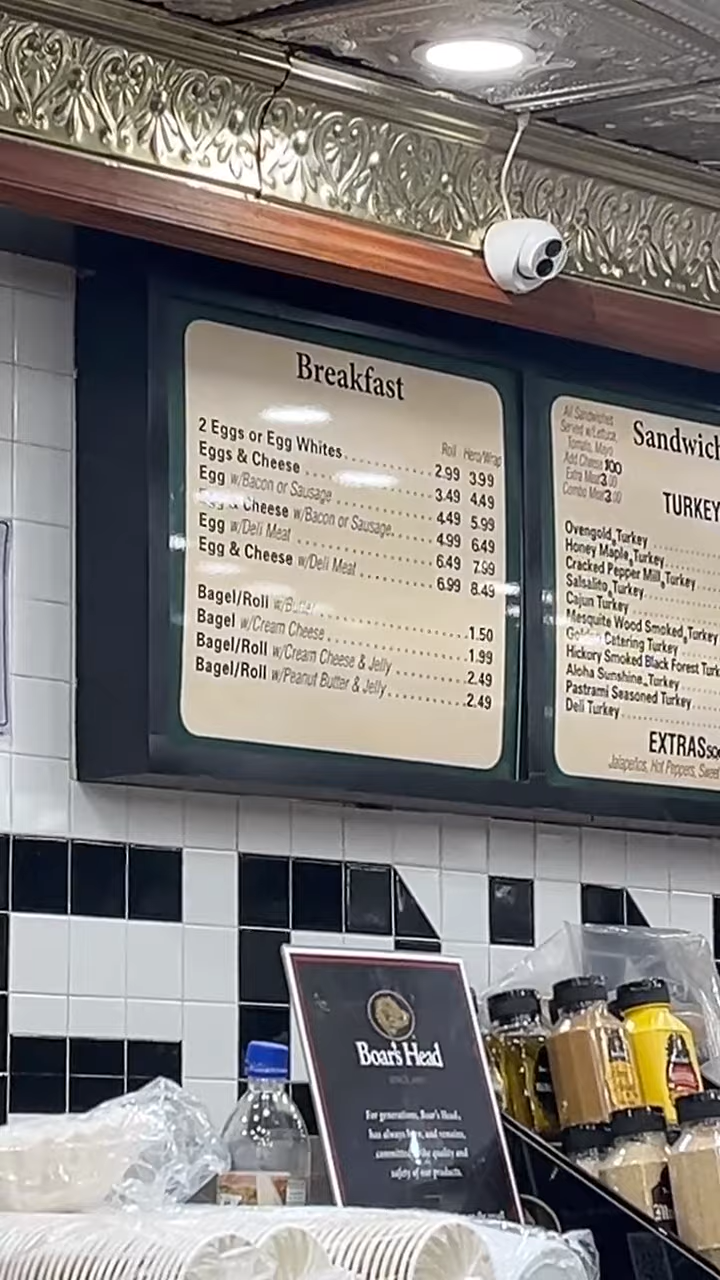 Breakfast
Roll Hero/Wrap
2 Eggs or Egg Whites 2.99 3.99
Eggs & Cheese 3.49 4.49
Egg w/Bacon or Sausage 4.49 5.99
Egg & Cheese w/Bacon or Sausage 4.99 6.49
Egg w/Deli Meat 6.49 7.99
Egg & Cheese w/Deli Meat 6.99 8.49
Bagel/Roll w/Butter 1.50
Bagel w/Cream Cheese 1.99
Bagel/Roll w/Cream Cheese & Jelly 2.49
Bagel/Roll w/Peanut Butter & Jelly 2.49
All Sandwiches
Served w/Lettuce,
Tomato, Mayo
Add Cheese 1.00
Extra Meat 3.00
Combo Meat 3.00
Sandwich
TURKEY
Ovengold Turkey
Honey Maple Turkey
Cracked Pepper Mill Turkey
Salsalito Turkey
Cajun Turkey
Mesquite Wood Smoked Turkey
Golden Catering Turkey
Hickory Smoked Black Forest Turk
Aloha Sunshine Turkey
Pastrami Seasoned Turkey
Deli Turkey
EXTRAS
Jalapeños, Hot Peppers, Sweet
Boar's Head
For generations, Boar's Head,
has always been, and remains,
committed to the quality and
safety of our products.